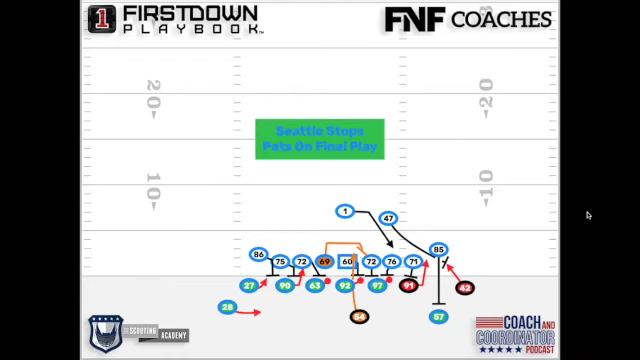 1 FIRSTDOWN
PLAYBOOK™
FNF COACHES
20
20
Seattle Stops
Pats On Final Play
10
10
1
47
86
75
72
69
60
72
76
71
85
27
90
63
92
97
91
42
28
54
57
SCOUTING
ACADEMY
COACH AND
COORDINATOR
PODCAST